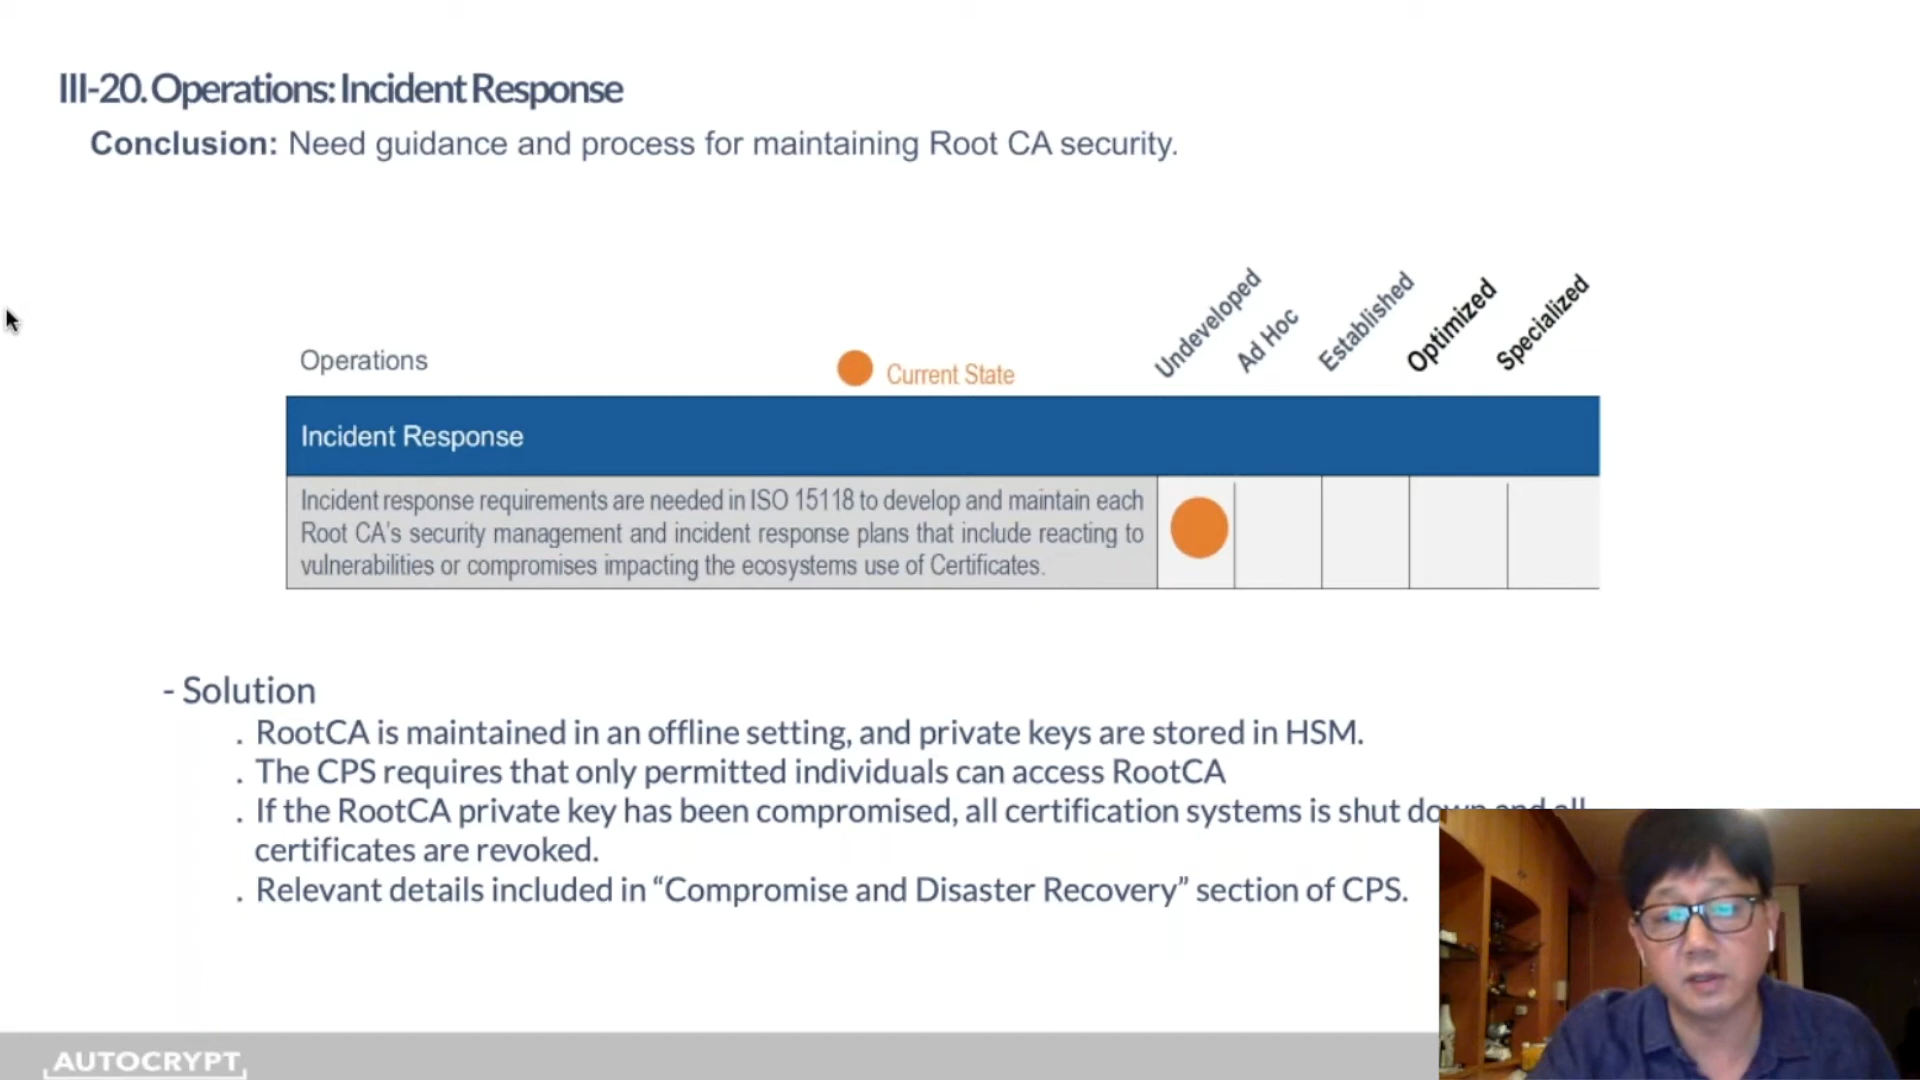 III-20. Operations: Incident Response
Conclusion: Need guidance and process for maintaining Root CA security.
Undeveloped
Ad Hoc
Established
Optimized
Specialized
Operations
Current State
Incident Response
Incident response requirements are needed in ISO 15118 to develop and maintain each
Root CA's security management and incident response plans that include reacting to
vulnerabilities or compromises impacting the ecosystems use of Certificates.
- Solution
. RootCA is maintained in an offline setting, and private keys are stored in HSM.
. The CPS requires that only permitted individuals can access RootCA
. If the RootCA private key has been compromised, all certification systems is shut down and all
certificates are revoked.
. Relevant details included in “Compromise and Disaster Recovery” section of CPS.
AUTOCRYPT